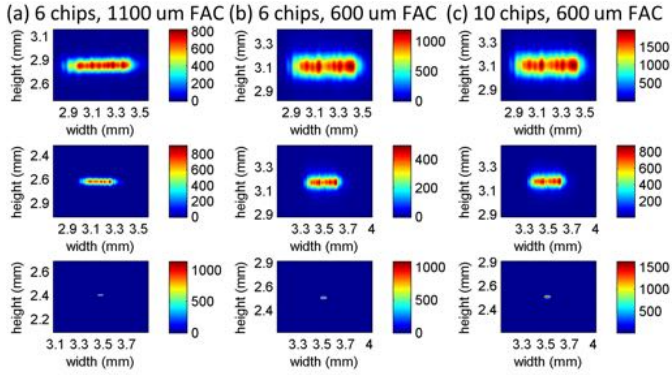 (a) 6 chips, 1100 um FAC (b) 6 chips, 600 um FAC (c) 10 chips, 600 um FAC
height (mm) 3.1 2.9 2.6 800 600 400 200 0
2.9 3.1 3.3 3.5
width (mm)
height (mm) 3.3 3.1 2.9 1000 500 0
2.9 3.1 3.3 3.5
width (mm)
height (mm) 3.3 3.1 2.9 1500 1000 500 0
2.9 3.1 3.3 3.5
width (mm)
height (mm) 2.4 2.6 2.9 800 600 400 200 0
2.9 3.1 3.3 3.5
width (mm)
height (mm) 3.3 3.1 2.9 400 200 0
3.3 3.5 3.7 4
width (mm)
height (mm) 3.3 3.1 2.9 800 600 400 200 0
3.3 3.5 3.7 4
width (mm)
height (mm) 2.6 2.4 2.2 1000 500 0
3.1 3.3 3.5 3.7
width (mm)
height (mm) 2.9 2.6 2.4 1000 500 0
3.3 3.5 3.7 4
width (mm)
height (mm) 2.9 2.6 2.4 1500 1000 500 0
3.3 3.5 3.7 4
width (mm)